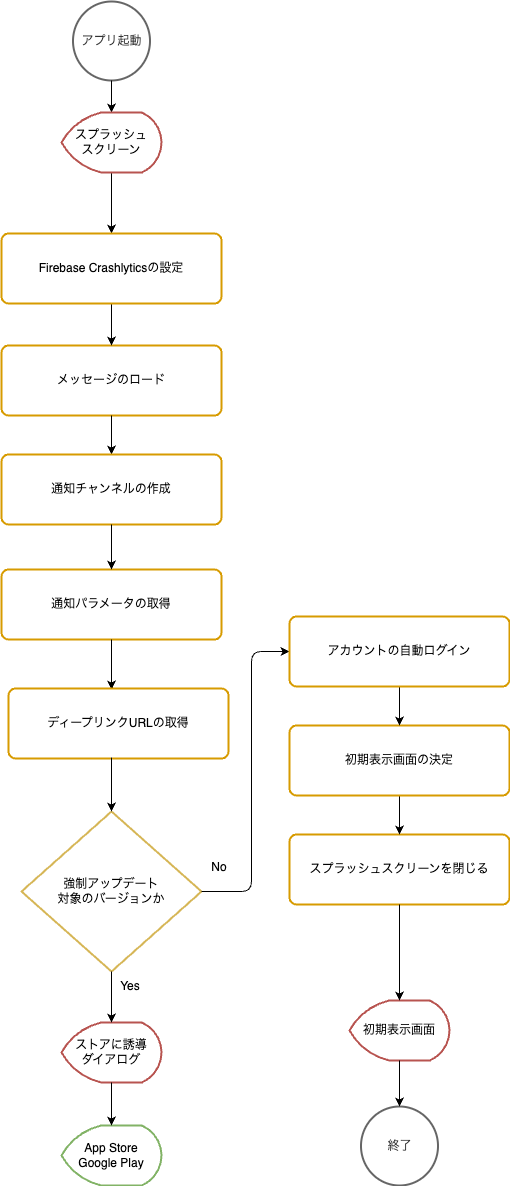 アプリ起動
スプラッシュ
スクリーン
Firebase Crashlyticsの設定
メッセージのロード
通知チャンネルの作成
通知パラメータの取得
ディープリンクURLの取得
強制アップデート
対象のバージョンか
No
Yes
ストアに誘導
ダイアログ
App Store
Google Play
アカウントの自動ログイン
初期表示画面の決定
スプラッシュスクリーンを閉じる
初期表示画面
終了